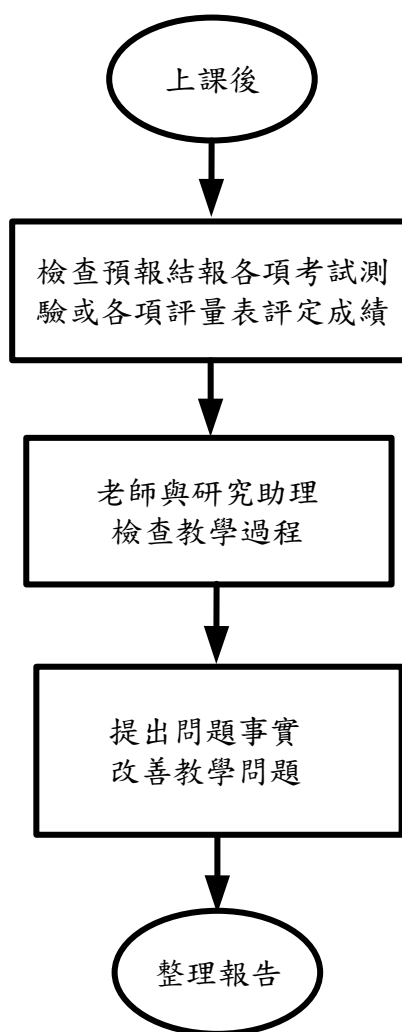 上課後
檢查預報結報各項考試測
驗或各項評量表評定成績
老師與研究助理
檢查教學過程
提出問題事實
改善教學問題
整理報告